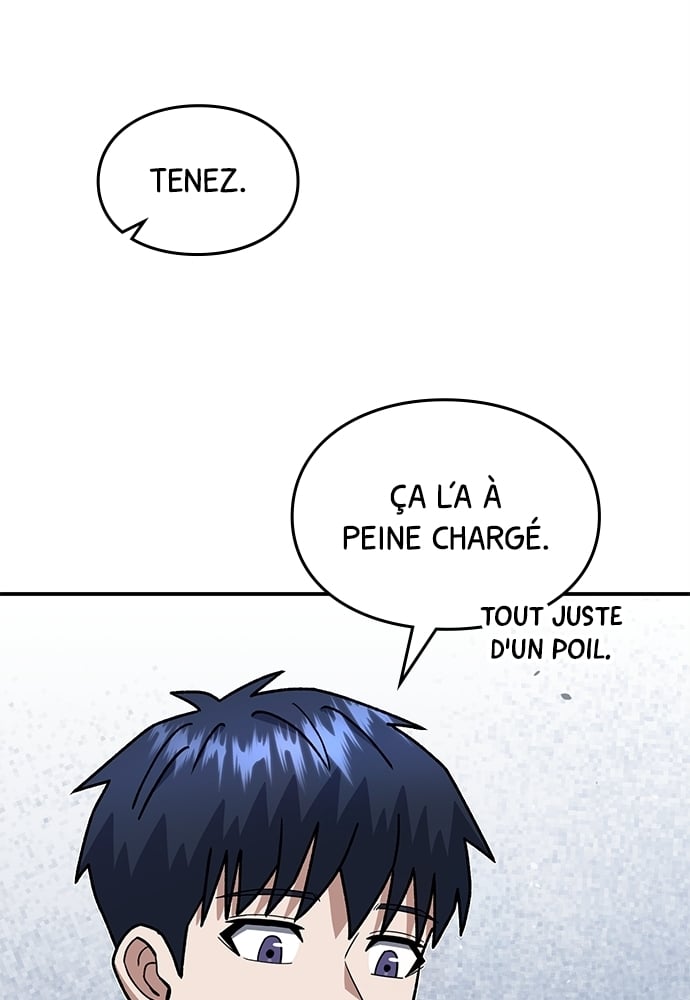 TENEZ.
ÇA L'A À
PEINE CHARGÉ.
TOUT JUSTE
D'UN POIL.